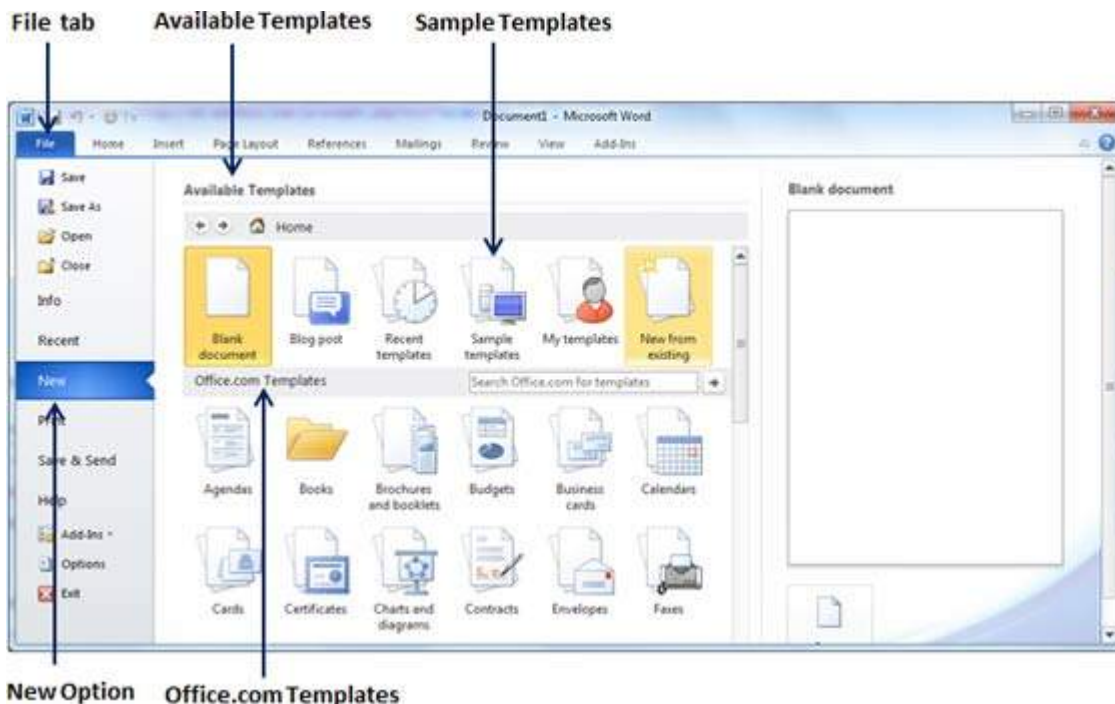 File tab Available Templates Sample Templates
Document1 - Microsoft Word
File Home Insert Page Layout References Mailings Review View Add-Ins
Save
Save As
Open
Close
Info
Recent
New
Print
Save & Send
Help
Add-Ins
Options
Exit
Available Templates
Home
Blank document
Blog post
Recent templates
Sample templates
My templates
New from existing
Office.com Templates Search Office.com for templates
Agendas
Books
Brochures and booklets
Budgets
Business cards
Calendars
Cards
Certificates
Charts and diagrams
Contracts
Envelopes
Faxes
Blank document
New Option Office.com Templates